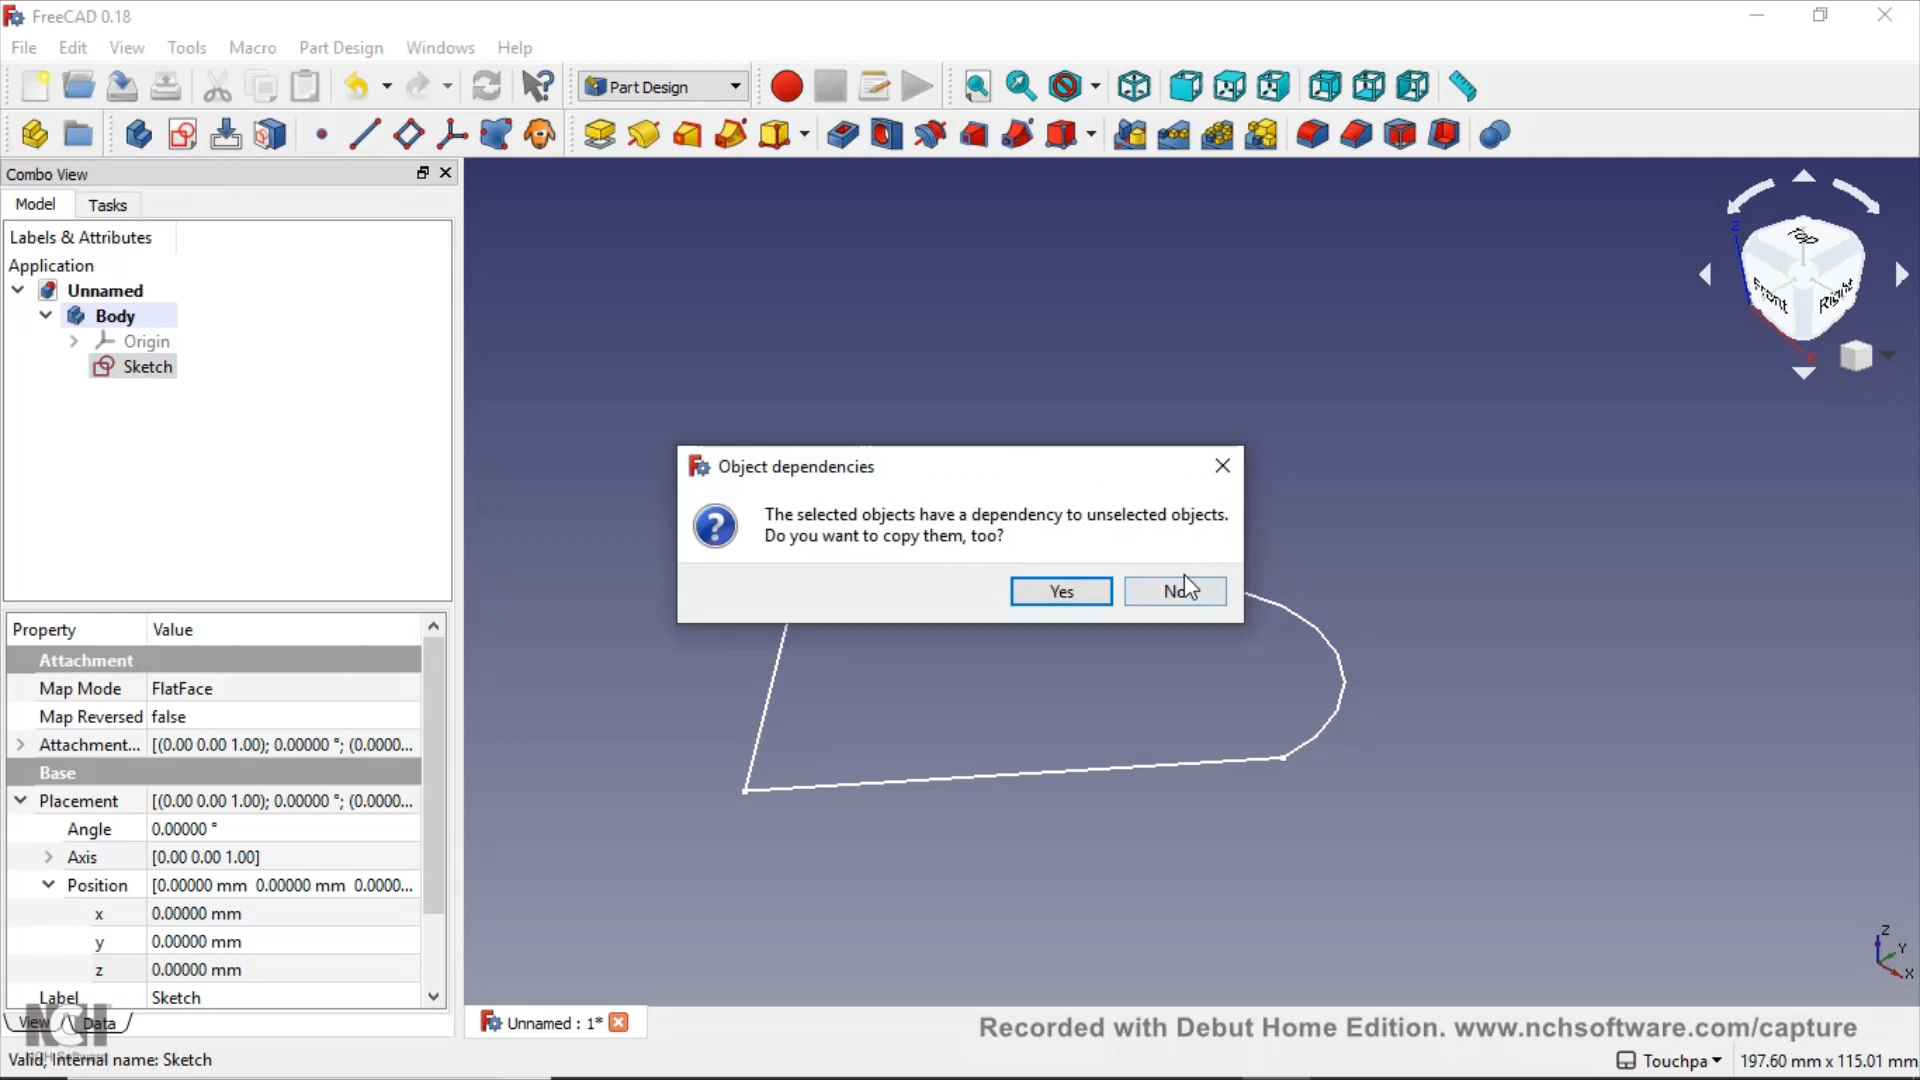 FreeCAD 0.18
File Edit View Tools Macro Part Design Windows Help
Part Design
Combo View
Model Tasks
Labels & Attributes
Application
Unnamed
Body
Origin
Sketch
Top
Front
Right
Z
X
Object dependencies
The selected objects have a dependency to unselected objects.
Do you want to copy them, too?
Yes No
Property Value
Attachment
Map Mode FlatFace
Map Reversed false
Attachment... [(0.00 0.00 1.00); 0.00000 °; (0.0000...
Base
Placement [(0.00 0.00 1.00); 0.00000 °; (0.0000...
Angle 0.00000 °
Axis [0.00 0.00 1.00]
Position [0.00000 mm 0.00000 mm 0.0000...
x 0.00000 mm
y 0.00000 mm
z 0.00000 mm
Label Sketch
Z
Y
X
View Data
NCH
NCH Software
Unnamed : 1*
Recorded with Debut Home Edition. www.nchsoftware.com/capture
Valid, Internal name: Sketch
Touchpa 197.60 mm x 115.01 mm